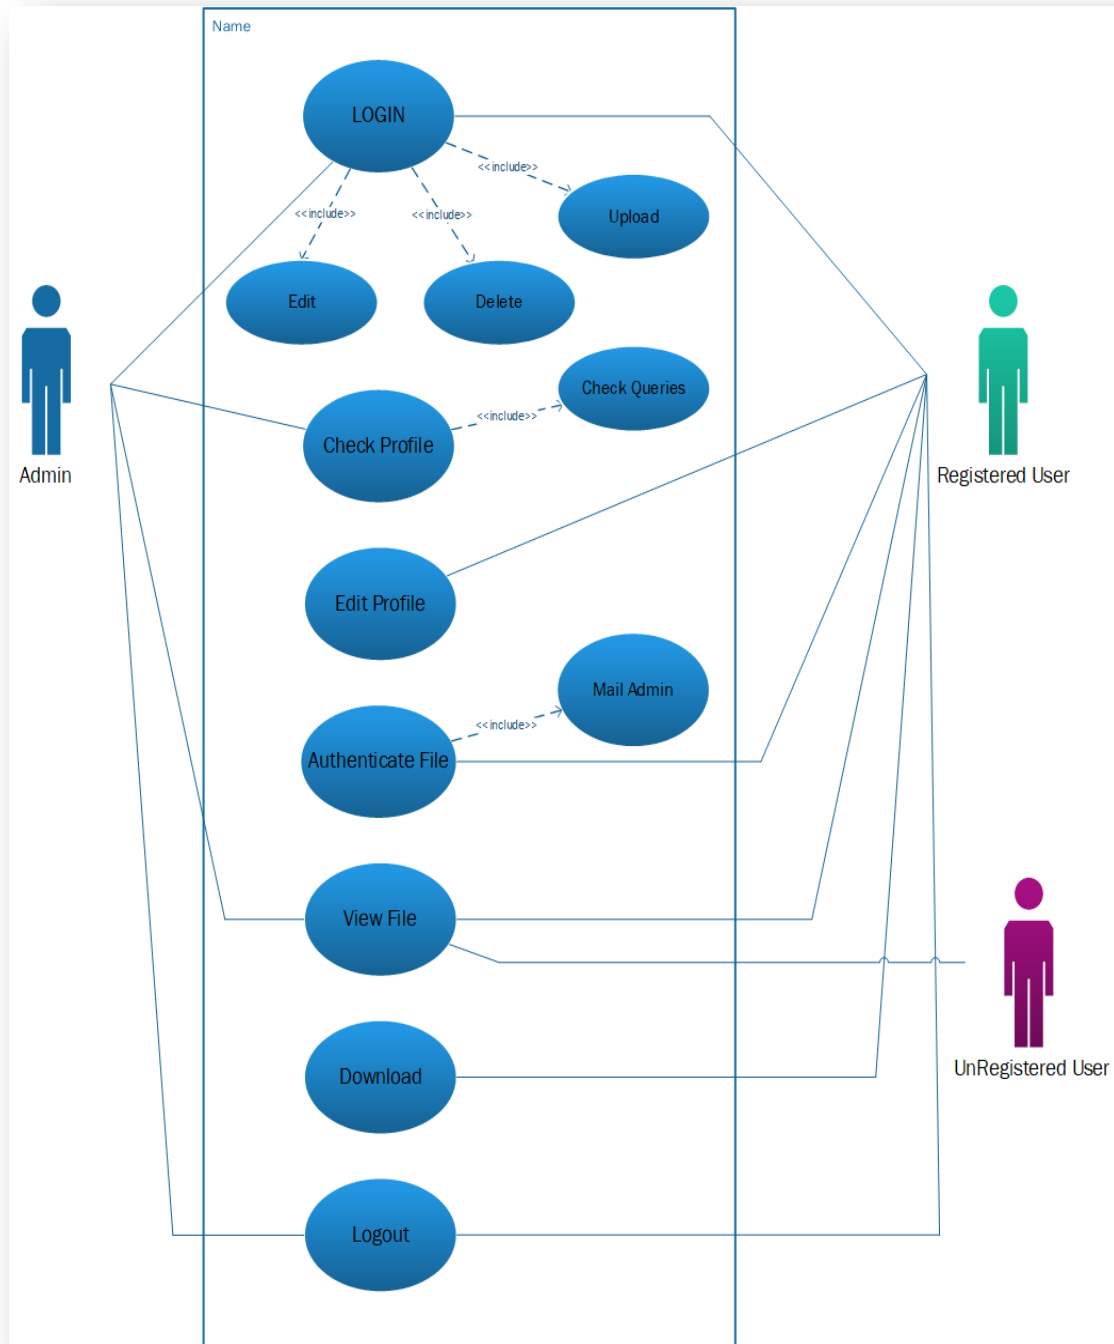 Name
LOGIN
<<include>>
Upload
<<include>>
<<include>>
Edit
Delete
Check Queries
<<include>>
Check Profile
Admin
Registered User
Edit Profile
Mail Admin
<<include>>
Authenticate File
View File
UnRegistered User
Download
Logout